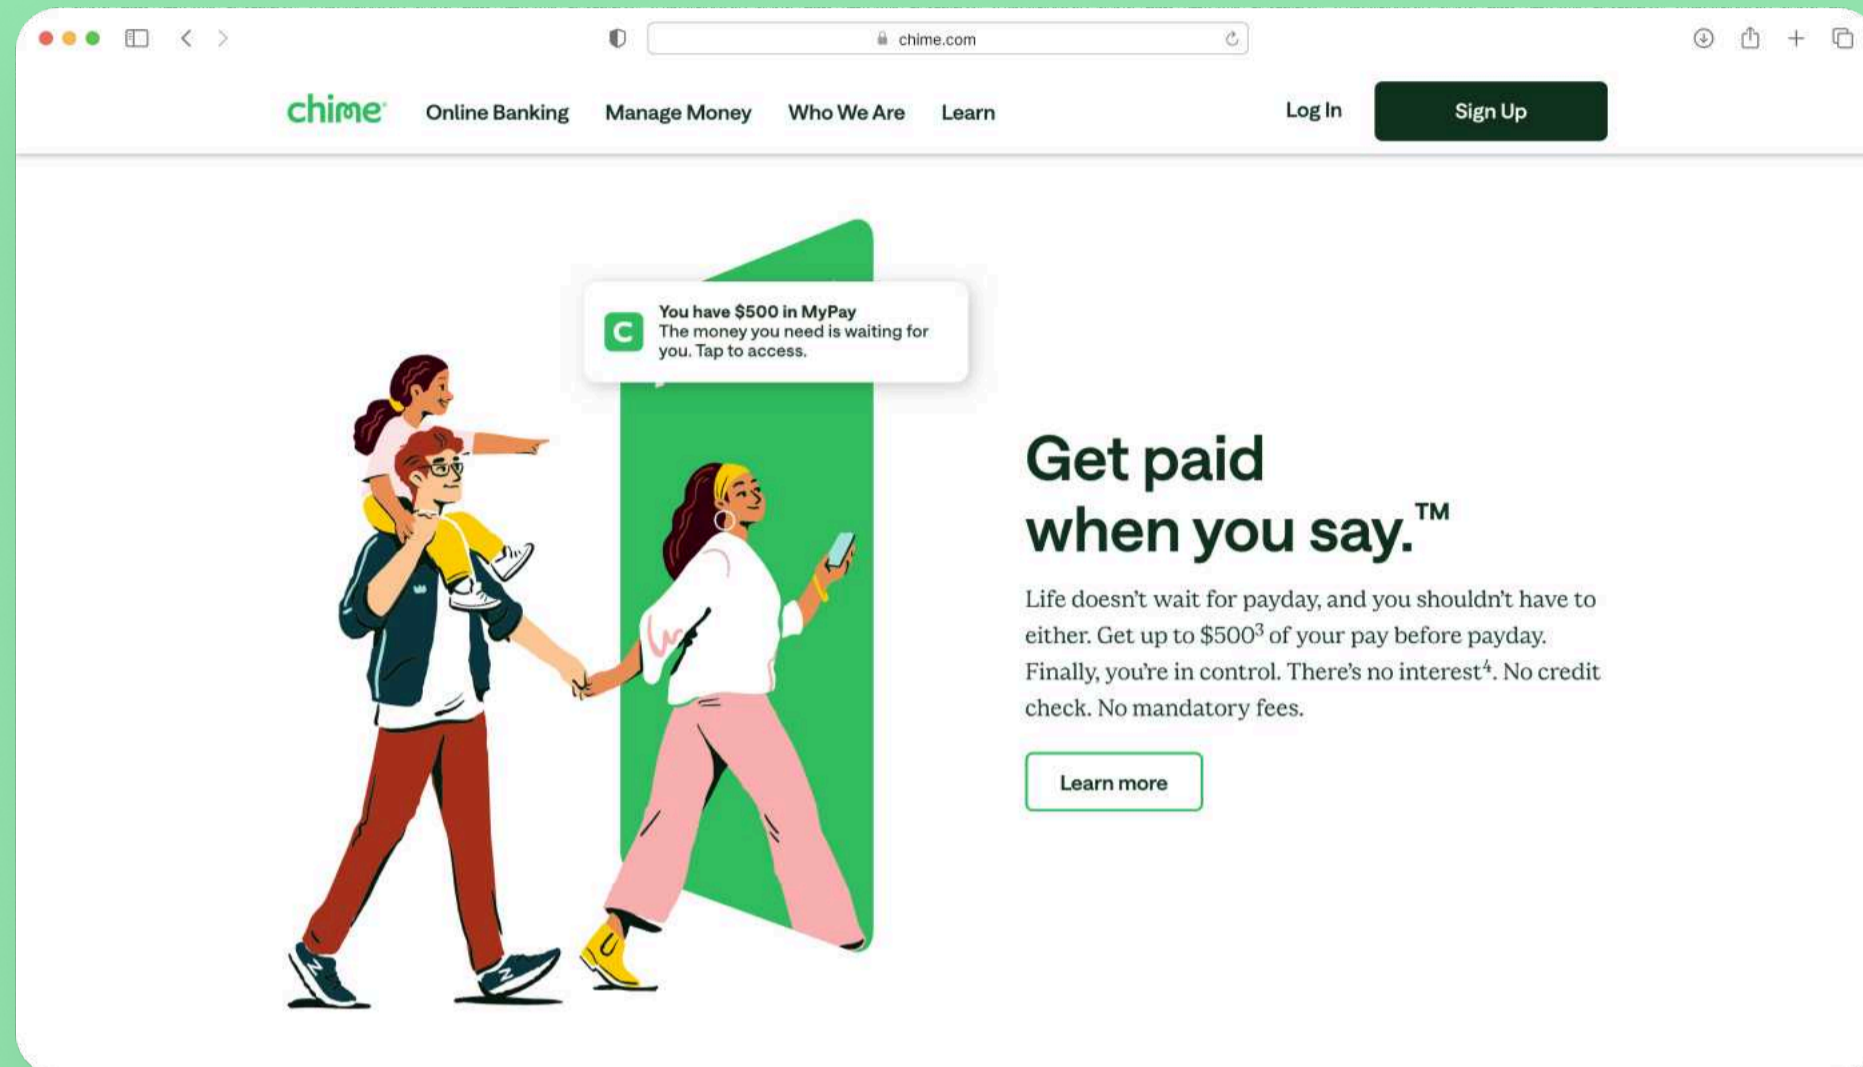 chime.com
chime
Online Banking
Manage Money
Who We Are
Learn
Log In
Sign Up
You have $500 in MyPay
The money you need is waiting for
you. Tap to access.
Get paid
when you say.™
Life doesn't wait for payday, and you shouldn't have to
either. Get up to $500³ of your pay before payday.
Finally, you're in control. There's no interest⁴. No credit
check. No mandatory fees.
Learn more